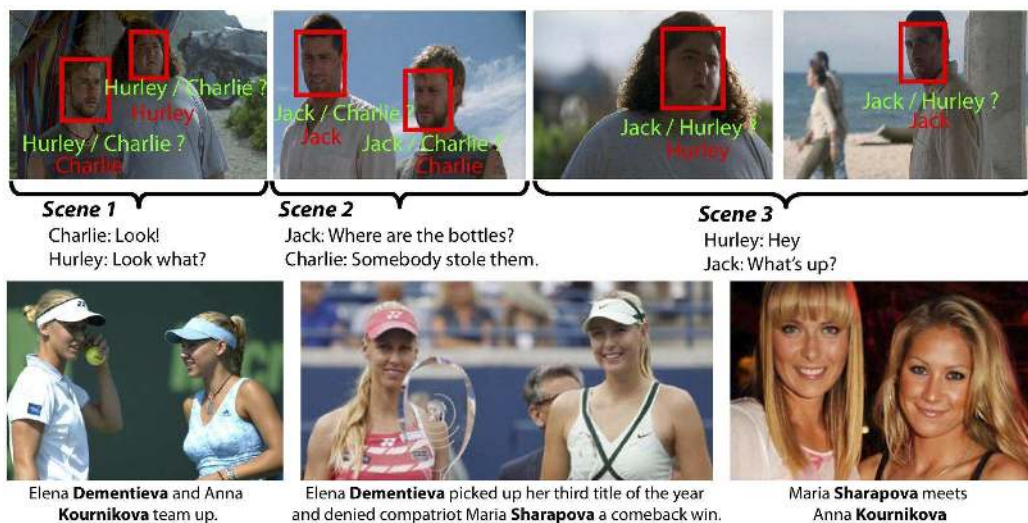 Hurley / Charlie ?
Hurley
Hurley / Charlie ?
Charlie
Jack / Charlie ?
Jack
Jack / Charlie ?
Charlie
Jack / Hurley ?
Hurley
Jack / Hurley ?
Jack
Scene 1
Charlie: Look!
Hurley: Look what?
Scene 2
Jack: Where are the bottles?
Charlie: Somebody stole them.
Scene 3
Hurley: Hey
Jack: What's up?
Elena Dementieva and Anna
Kournikova team up.
Elena Dementieva picked up her third title of the year
and denied compatriot Maria Sharapova a comeback win.
Maria Sharapova meets
Anna Kournikova